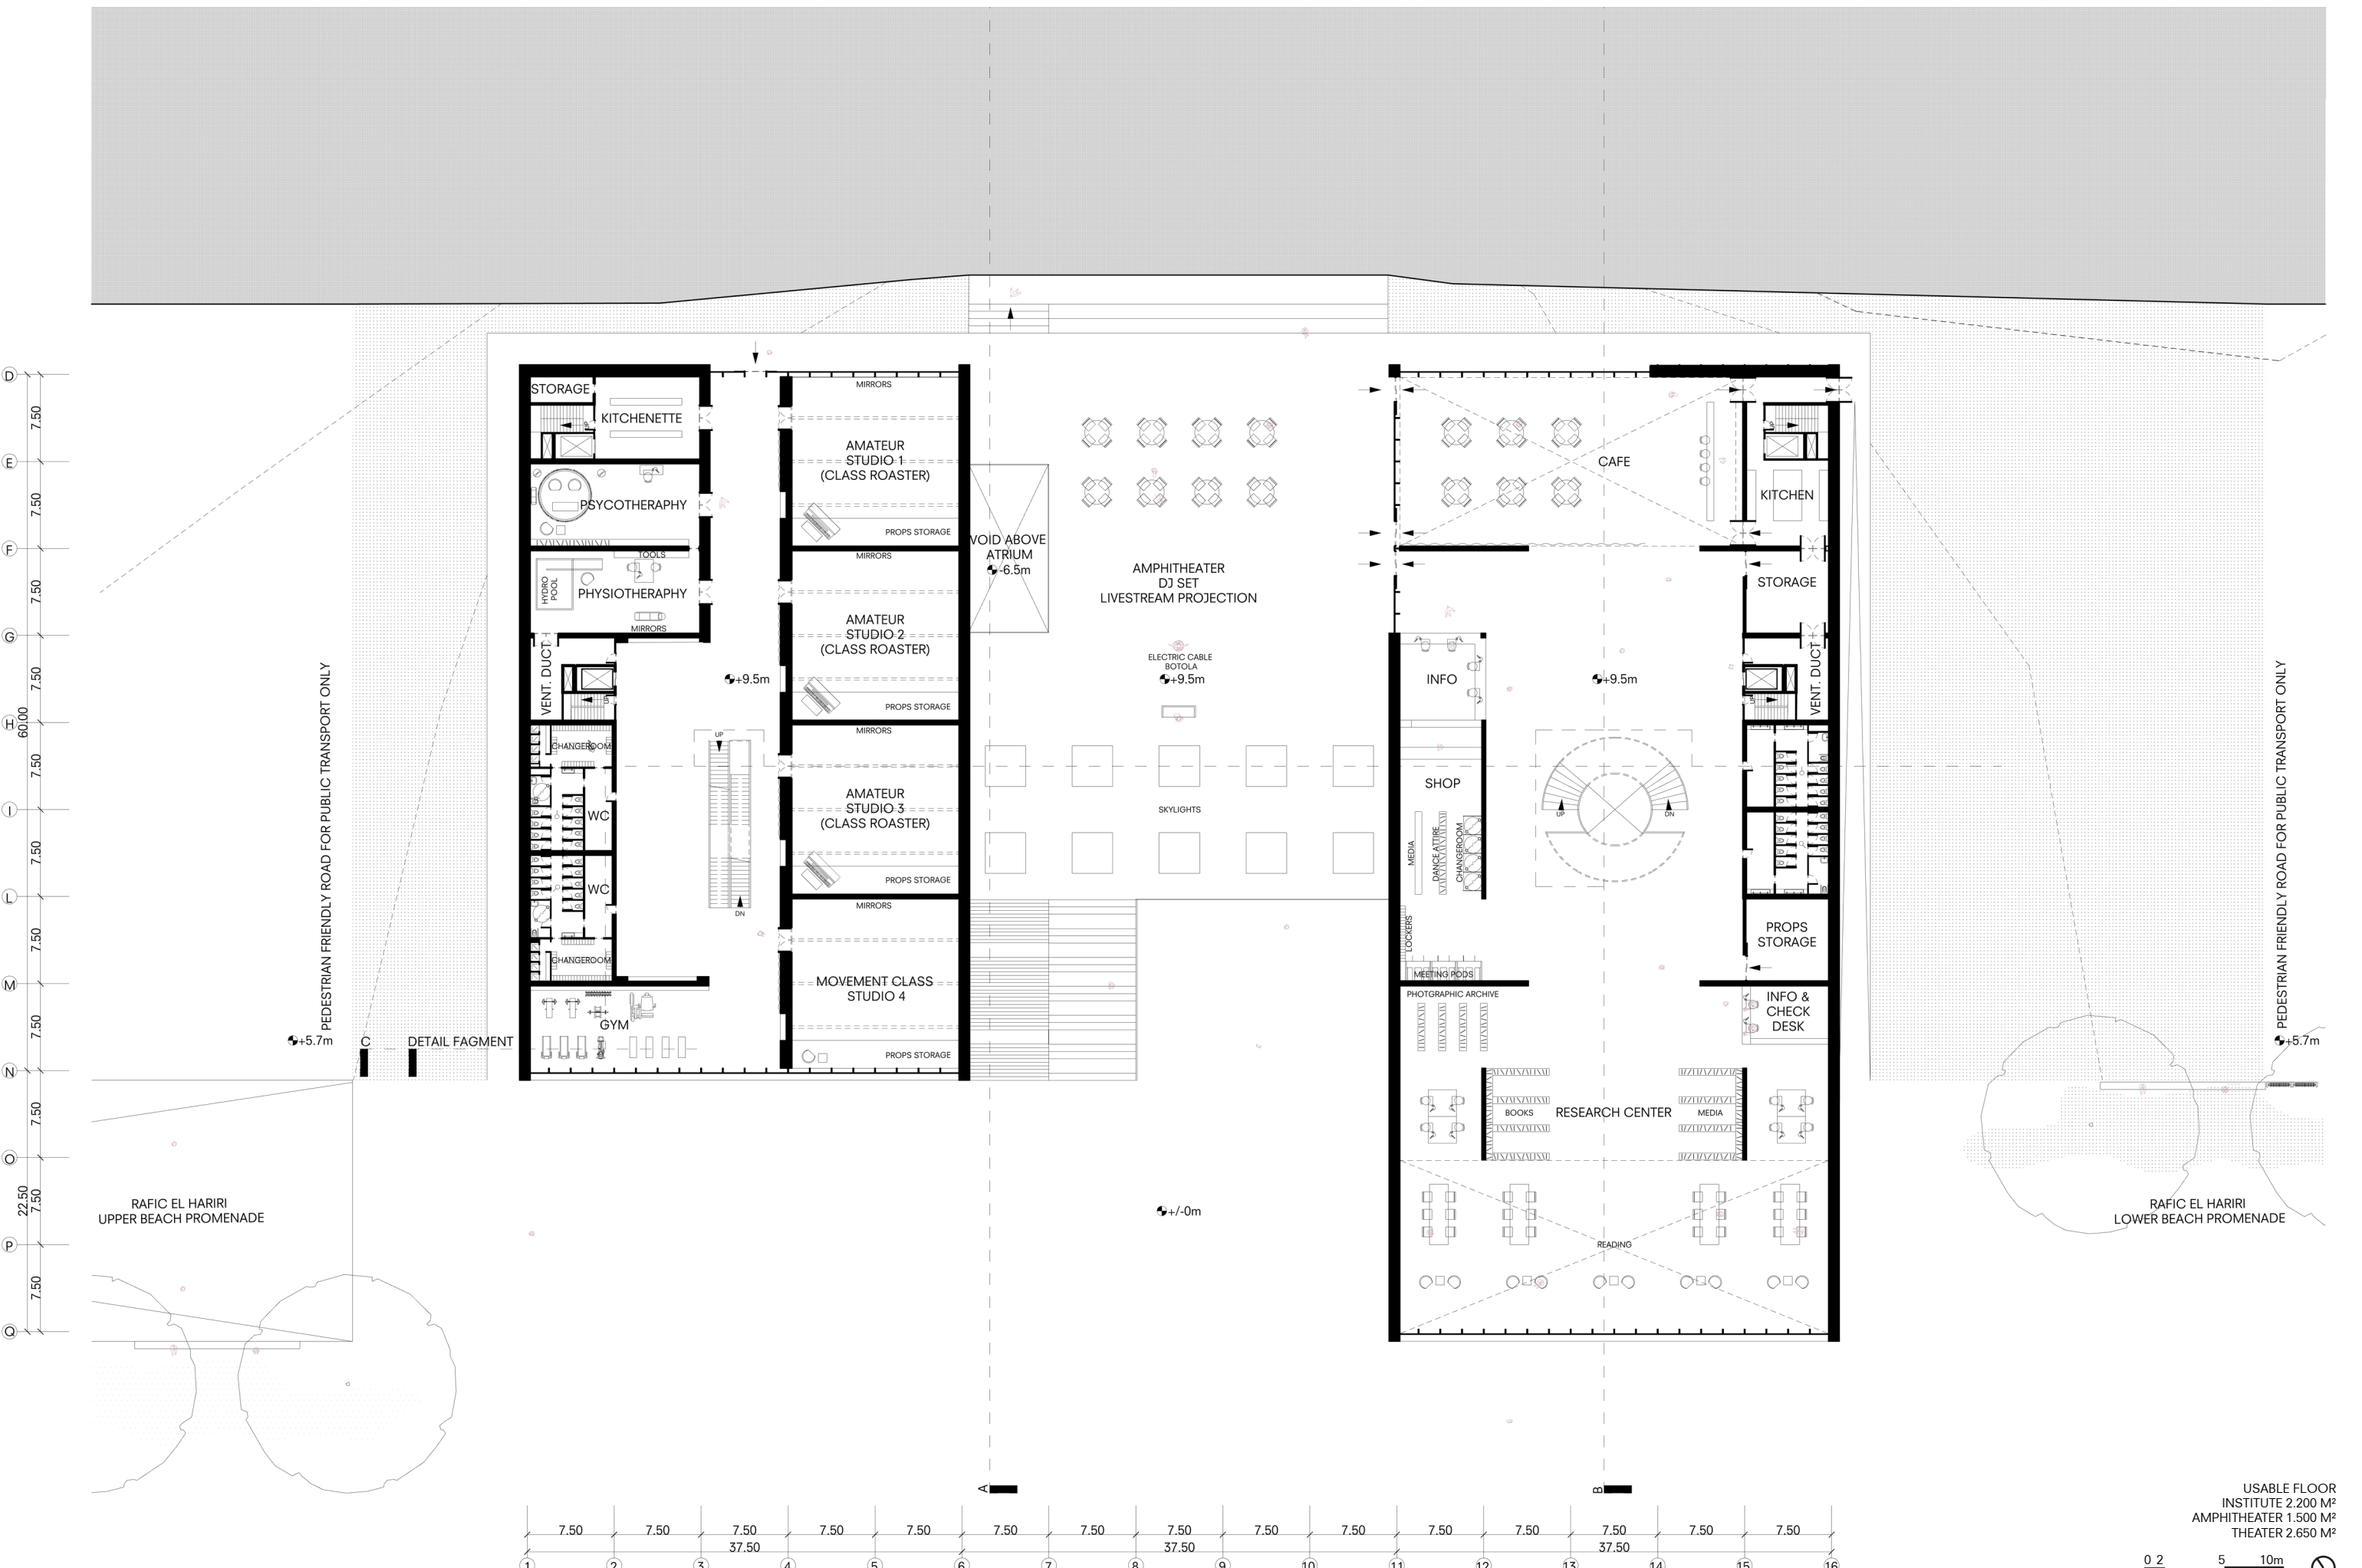 D
7.50
E
7.50
F
7.50
G
7.50
H
60.00
7.50
I
7.50
L
7.50
M
7.50
N
7.50
O
22.50
7.50
P
7.50
Q
PEDESTRIAN FRIENDLY ROAD FOR PUBLIC TRANSPORT ONLY
+5.7m
C
DETAIL FAGMENT
RAFIC EL HARIRI
UPPER BEACH PROMENADE
STORAGE
KITCHENETTE
UP
PSYCOTHERAPHY
TOOLS
HYDRO
POOL
PHYSIOTHERAPHY
MIRRORS
VENT. DUCT
UP
CHANGEROOM
WC
WC
CHANGEROOM
GYM
+9.5m
UP
DN
MIRRORS
AMATEUR
STUDIO 1
(CLASS ROASTER)
PROPS STORAGE
MIRRORS
AMATEUR
STUDIO 2
(CLASS ROASTER)
PROPS STORAGE
MIRRORS
AMATEUR
STUDIO 3
(CLASS ROASTER)
PROPS STORAGE
MIRRORS
MOVEMENT CLASS
STUDIO 4
PROPS STORAGE
VOID ABOVE
ATRIUM
-6.5m
AMPHITHEATER
DJ SET
LIVESTREAM PROJECTION
ELECTRIC CABLE
BOTOLA
+9.5m
SKYLIGHTS
+/-0m
CAFE
KITCHEN
UP
STORAGE
INFO
+9.5m
VENT. DUCT
UP
SHOP
MEDIA
DANCE ATTIRE
CHANGEROOM
UP
DN
LOCKERS
MEETING PODS
PROPS
STORAGE
PHOTGRAPHIC ARCHIVE
INFO &
CHECK
DESK
BOOKS
RESEARCH CENTER
MEDIA
READING
PEDESTRIAN FRIENDLY ROAD FOR PUBLIC TRANSPORT ONLY
+5.7m
RAFIC EL HARIRI
LOWER BEACH PROMENADE
A
B
7.50 7.50 7.50 7.50 7.50 7.50 7.50 7.50 7.50 7.50 7.50 7.50 7.50 7.50 7.50
37.50 37.50 37.50
1 2 3 4 5 6 7 8 9 10 11 12 13 14 15 16
USABLE FLOOR
INSTITUTE 2.200 M²
AMPHITHEATER 1.500 M²
THEATER 2.650 M²
0 2 5 10m